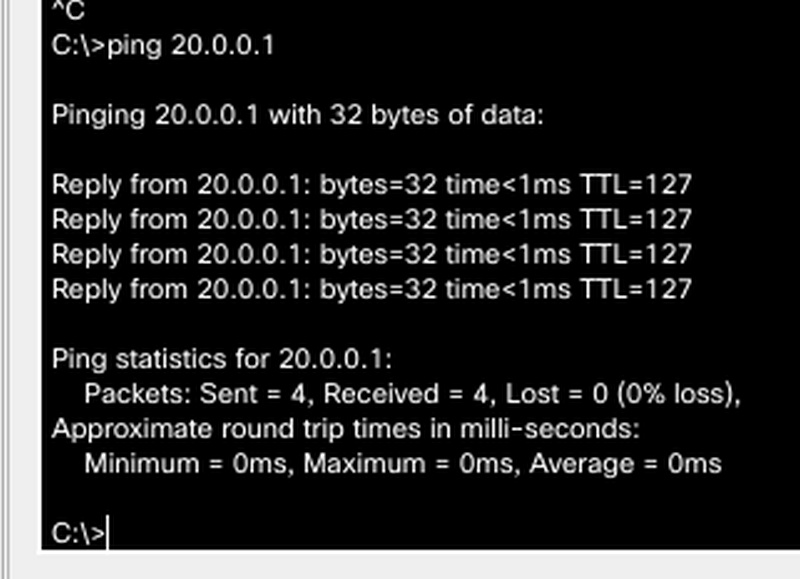 ^C
C:\>ping 20.0.0.1
Pinging 20.0.0.1 with 32 bytes of data:
Reply from 20.0.0.1: bytes=32 time<1ms TTL=127
Reply from 20.0.0.1: bytes=32 time<1ms TTL=127
Reply from 20.0.0.1: bytes=32 time<1ms TTL=127
Reply from 20.0.0.1: bytes=32 time<1ms TTL=127
Ping statistics for 20.0.0.1:
Packets: Sent = 4, Received = 4, Lost = 0 (0% loss),
Approximate round trip times in milli-seconds:
Minimum = 0ms, Maximum = 0ms, Average = 0ms
C:\>